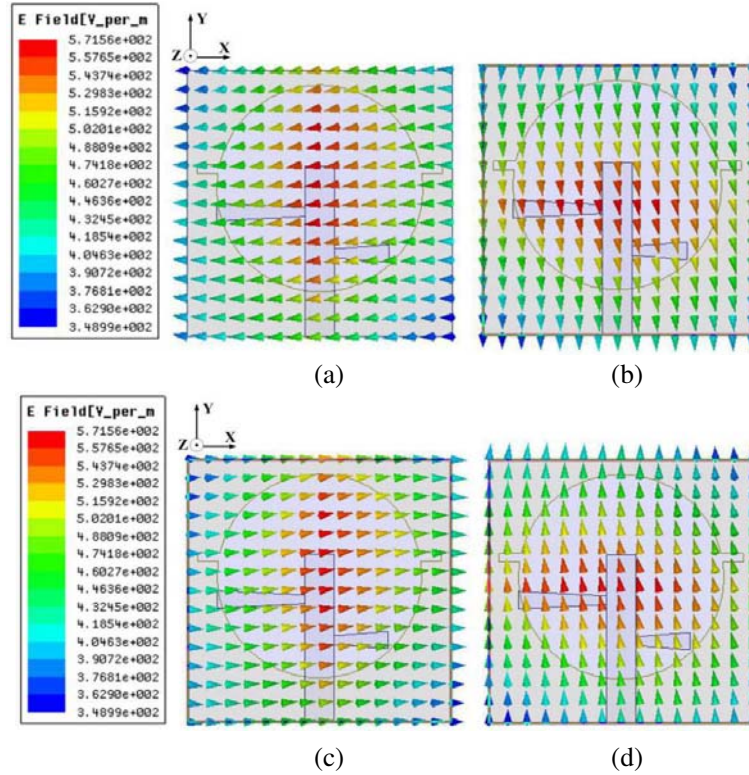 E Field[V_per_m
5.7156e+002
5.5765e+002
5.4374e+002
5.2983e+002
5.1592e+002
5.0201e+002
4.8809e+002
4.7418e+002
4.6027e+002
4.4636e+002
4.3245e+002
4.1854e+002
4.0463e+002
3.9072e+002
3.7681e+002
3.6290e+002
3.4899e+002
Y
Z X
(a) (b)
E Field[V_per_m
5.7156e+002
5.5765e+002
5.4374e+002
5.2983e+002
5.1592e+002
5.0201e+002
4.8809e+002
4.7418e+002
4.6027e+002
4.4636e+002
4.3245e+002
4.1854e+002
4.0463e+002
3.9072e+002
3.7681e+002
3.6290e+002
3.4899e+002
Y
Z X
(c) (d)